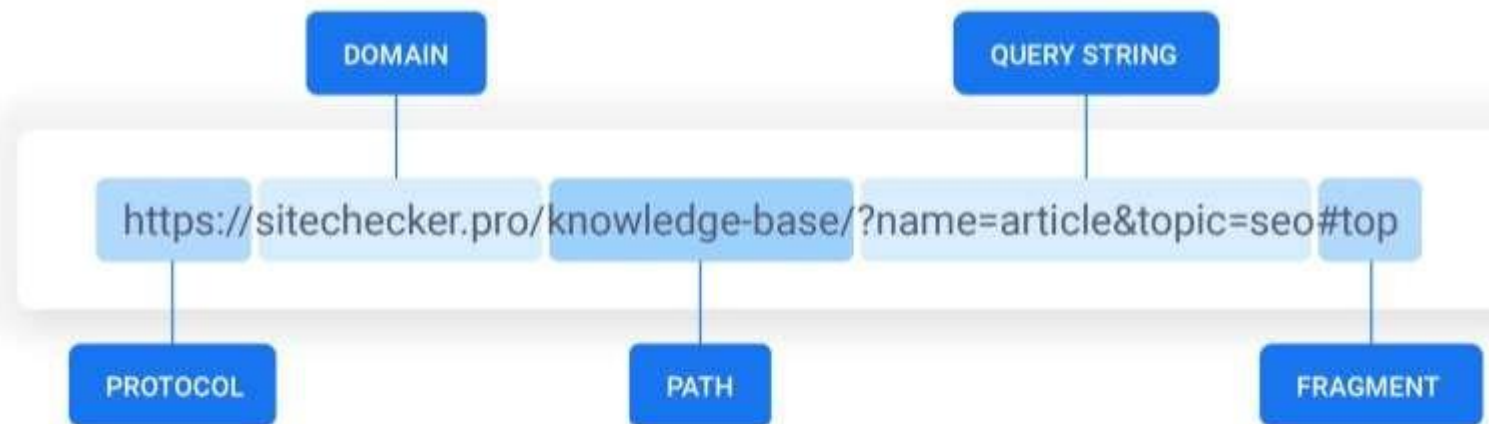 DOMAIN QUERY STRING
https://sitechecker.pro/knowledge-base/?name=article&topic=seo#top
PROTOCOL PATH FRAGMENT